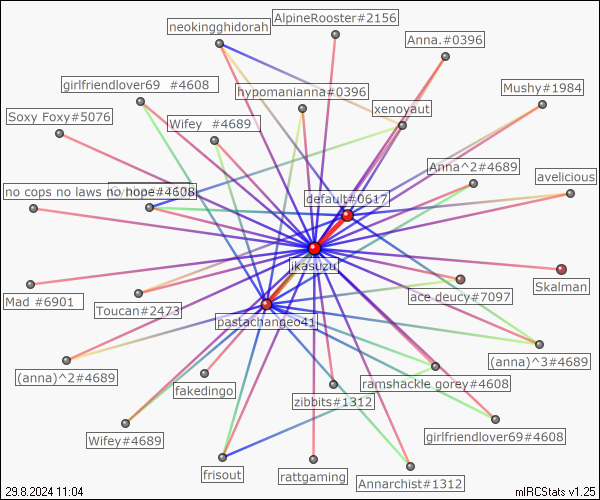 AlpineRooster#2156
neokingghidorah
Anna.#0396
girlfriendlover69 #4608
hypomanianna#0396
Mushy#1984
xenoyaut
Soxy Foxy#5076
Wifey #4689
Anna^2#4689
avelicious
no cops no laws no hope#4608
default#0617
ikasuzu
Skalman
Mad #6901
Toucan#2473
ace deucy#7097
pastachangeo41
(anna)^3#4689
(anna)^2#4689
fakedingo
ramshackle gorey#4608
zibbits#1312
Wifey#4689
girlfriendlover69#4608
frisout
rattgaming
Annarchist#1312
29.8.2024 11:04
mIRCStats v1.25